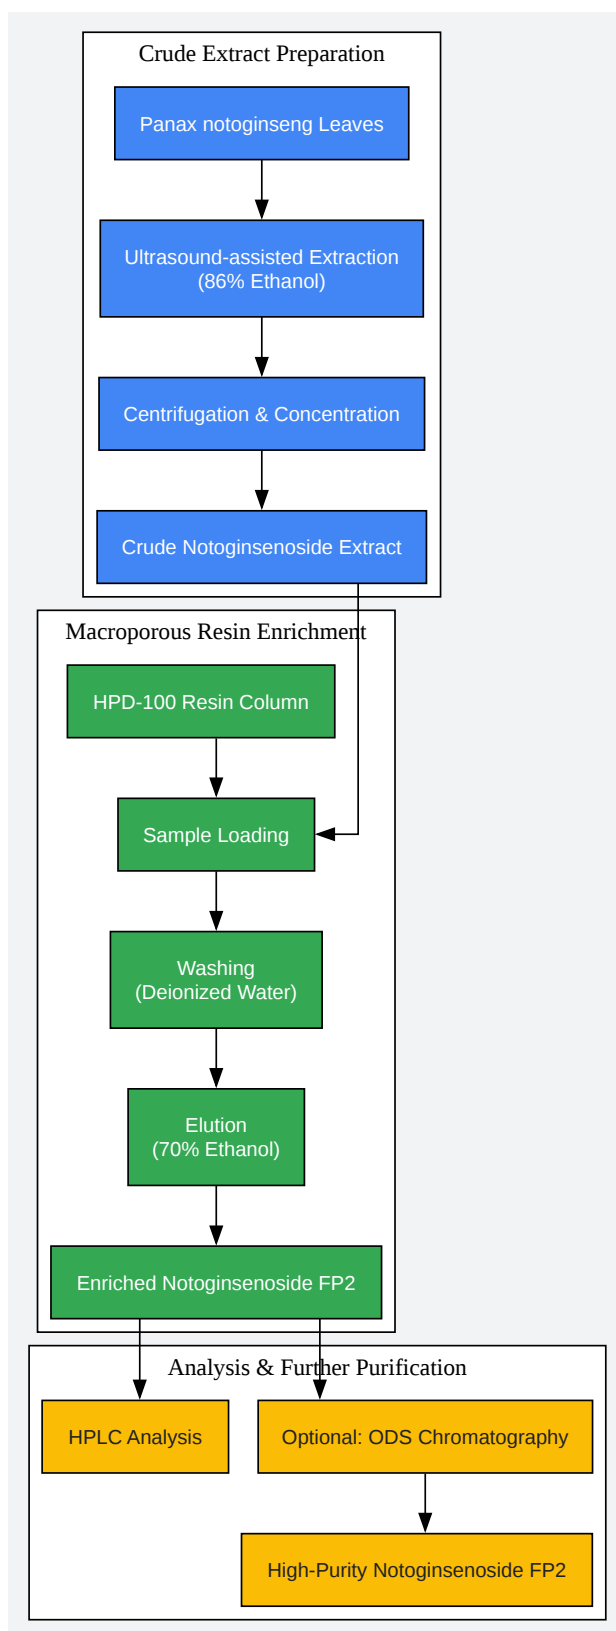 Crude Extract Preparation
Panax notoginseng Leaves
Ultrasound-assisted Extraction
(86% Ethanol)
Centrifugation & Concentration
Crude Notoginsenoside Extract
Macroporous Resin Enrichment
HPD-100 Resin Column
Sample Loading
Washing
(Deionized Water)
Elution
(70% Ethanol)
Enriched Notoginsenoside FP2
Analysis & Further Purification
HPLC Analysis
Optional: ODS Chromatography
High-Purity Notoginsenoside FP2